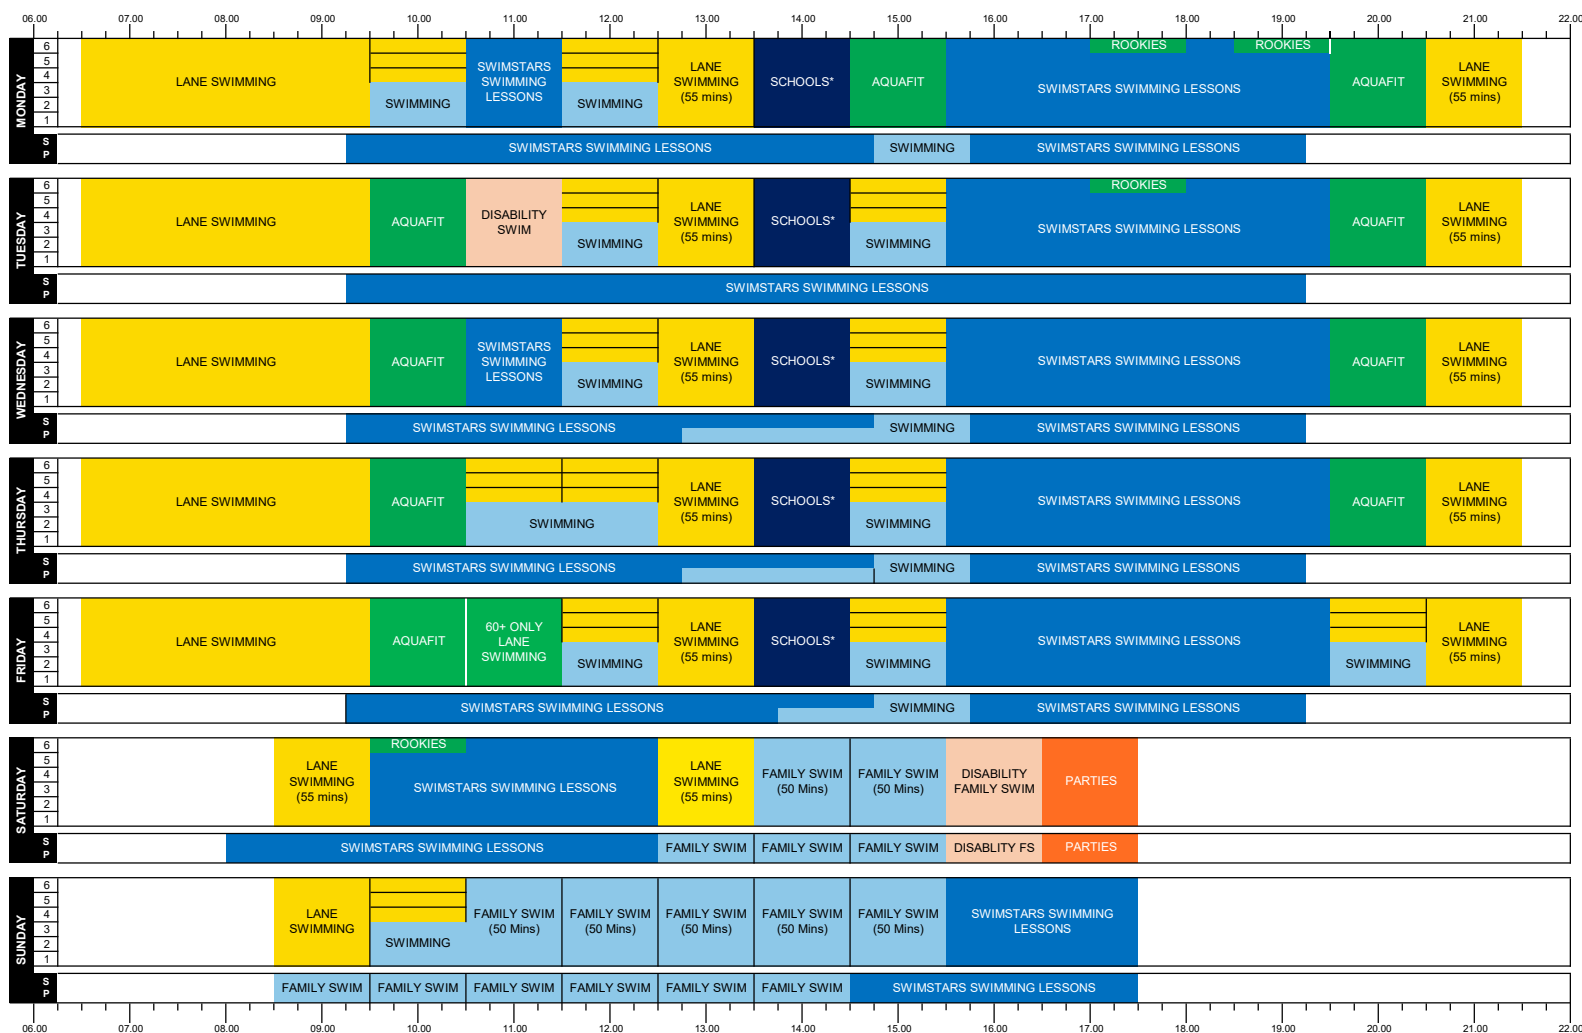 06.00 07.00 08.00 09.00 10.00 11.00 12.00 13.00 14.00 15.00 16.00 17.00 18.00 19.00 20.00 21.00 22.00
MONDAY
6
5
4
3
2
1
LANE SWIMMING
SWIMMING
SWIMSTARS
SWIMMING
LESSONS
SWIMMING
LANE
SWIMMING
(55 mins)
SCHOOLS*
AQUAFIT
ROOKIES
ROOKIES
SWIMSTARS SWIMMING LESSONS
AQUAFIT
LANE
SWIMMING
(55 mins)
S
P
SWIMSTARS SWIMMING LESSONS
SWIMMING
SWIMSTARS SWIMMING LESSONS
TUESDAY
6
5
4
3
2
1
LANE SWIMMING
AQUAFIT
DISABILITY
SWIM
SWIMMING
LANE
SWIMMING
(55 mins)
SCHOOLS*
SWIMMING
ROOKIES
SWIMSTARS SWIMMING LESSONS
AQUAFIT
LANE
SWIMMING
(55 mins)
S
P
SWIMSTARS SWIMMING LESSONS
WEDNESDAY
6
5
4
3
2
1
LANE SWIMMING
AQUAFIT
SWIMSTARS
SWIMMING
LESSONS
SWIMMING
LANE
SWIMMING
(55 mins)
SCHOOLS*
SWIMMING
SWIMSTARS SWIMMING LESSONS
AQUAFIT
LANE
SWIMMING
(55 mins)
S
P
SWIMSTARS SWIMMING LESSONS
SWIMMING
SWIMSTARS SWIMMING LESSONS
THURSDAY
6
5
4
3
2
1
LANE SWIMMING
AQUAFIT
SWIMMING
LANE
SWIMMING
(55 mins)
SCHOOLS*
SWIMMING
SWIMSTARS SWIMMING LESSONS
AQUAFIT
LANE
SWIMMING
(55 mins)
S
P
SWIMSTARS SWIMMING LESSONS
SWIMMING
SWIMSTARS SWIMMING LESSONS
FRIDAY
6
5
4
3
2
1
LANE SWIMMING
AQUAFIT
60+ ONLY
LANE
SWIMMING
SWIMMING
LANE
SWIMMING
(55 mins)
SCHOOLS*
SWIMMING
SWIMSTARS SWIMMING LESSONS
SWIMMING
LANE
SWIMMING
(55 mins)
S
P
SWIMSTARS SWIMMING LESSONS
SWIMMING
SWIMSTARS SWIMMING LESSONS
SATURDAY
6
5
4
3
2
1
LANE
SWIMMING
(55 mins)
ROOKIES
SWIMSTARS SWIMMING LESSONS
LANE
SWIMMING
(55 mins)
FAMILY SWIM
(50 Mins)
FAMILY SWIM
(50 Mins)
DISABILITY
FAMILY SWIM
PARTIES
S
P
SWIMSTARS SWIMMING LESSONS
FAMILY SWIM
FAMILY SWIM
FAMILY SWIM
DISABLITY FS
PARTIES
SUNDAY
6
5
4
3
2
1
LANE
SWIMMING
SWIMMING
FAMILY SWIM
(50 Mins)
FAMILY SWIM
(50 Mins)
FAMILY SWIM
(50 Mins)
FAMILY SWIM
(50 Mins)
FAMILY SWIM
(50 Mins)
SWIMSTARS SWIMMING
LESSONS
S
P
FAMILY SWIM
FAMILY SWIM
FAMILY SWIM
FAMILY SWIM
FAMILY SWIM
FAMILY SWIM
SWIMSTARS SWIMMING LESSONS
06.00 07.00 08.00 09.00 10.00 11.00 12.00 13.00 14.00 15.00 16.00 17.00 18.00 19.00 20.00 21.00 22.00